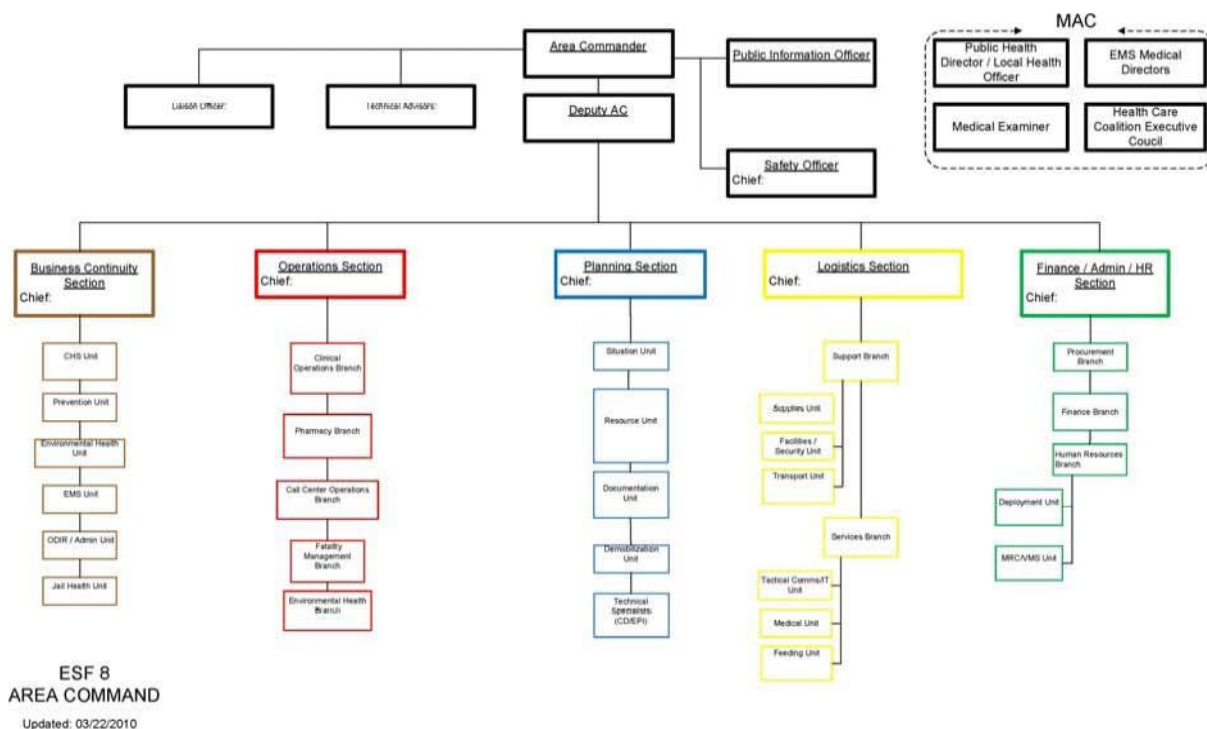 MAC
Area Commander
Public Information Officer
Public Health
Director / Local Health
Officer
EMS Medical
Directors
Liaison Officer:
Technical Advisors:
Deputy AC
Medical Examiner
Health Care
Coalition Executive
Coucil
Safety Officer
Chief:
Business Continuity
Section
Chief:
Operations Section
Chief:
Planning Section
Chief:
Logistics Section
Chief:
Finance / Admin / HR
Section
Chief:
CHS Unit
Prevention Unit
Environmental Health
Unit
EMS Unit
ODIR / Admin Unit
Jail Health Unit
Clinical
Operations Branch
Pharmacy Branch
Call Center Operations
Branch
Fatality
Management
Branch
Environmental Health
Branch
Situation Unit
Resource Unit
Documentation
Unit
Demobilization
Unit
Technical
Specialists
(CD/EPI)
Support Branch
Supplies Unit
Facilities /
Security Unit
Transport Unit
Services Branch
Tactical Comms/IT
Unit
Medical Unit
Feeding Unit
Procurement
Branch
Finance Branch
Human Resources
Branch
Deployment Unit
MRC/VMS Unit
ESF 8
AREA COMMAND
Updated: 03/22/2010